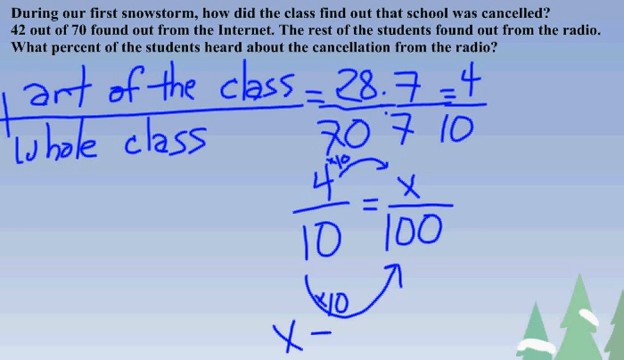 During our first snowstorm, how did the class find out that school was cancelled?
42 out of 70 found out from the Internet. The rest of the students found out from the radio.
What percent of the students heard about the cancellation from the radio?
Part of the class = 28 ÷ 7 = 4
Whole class 70 ÷ 7 10
x10
4 = x
10 100
x10
x =